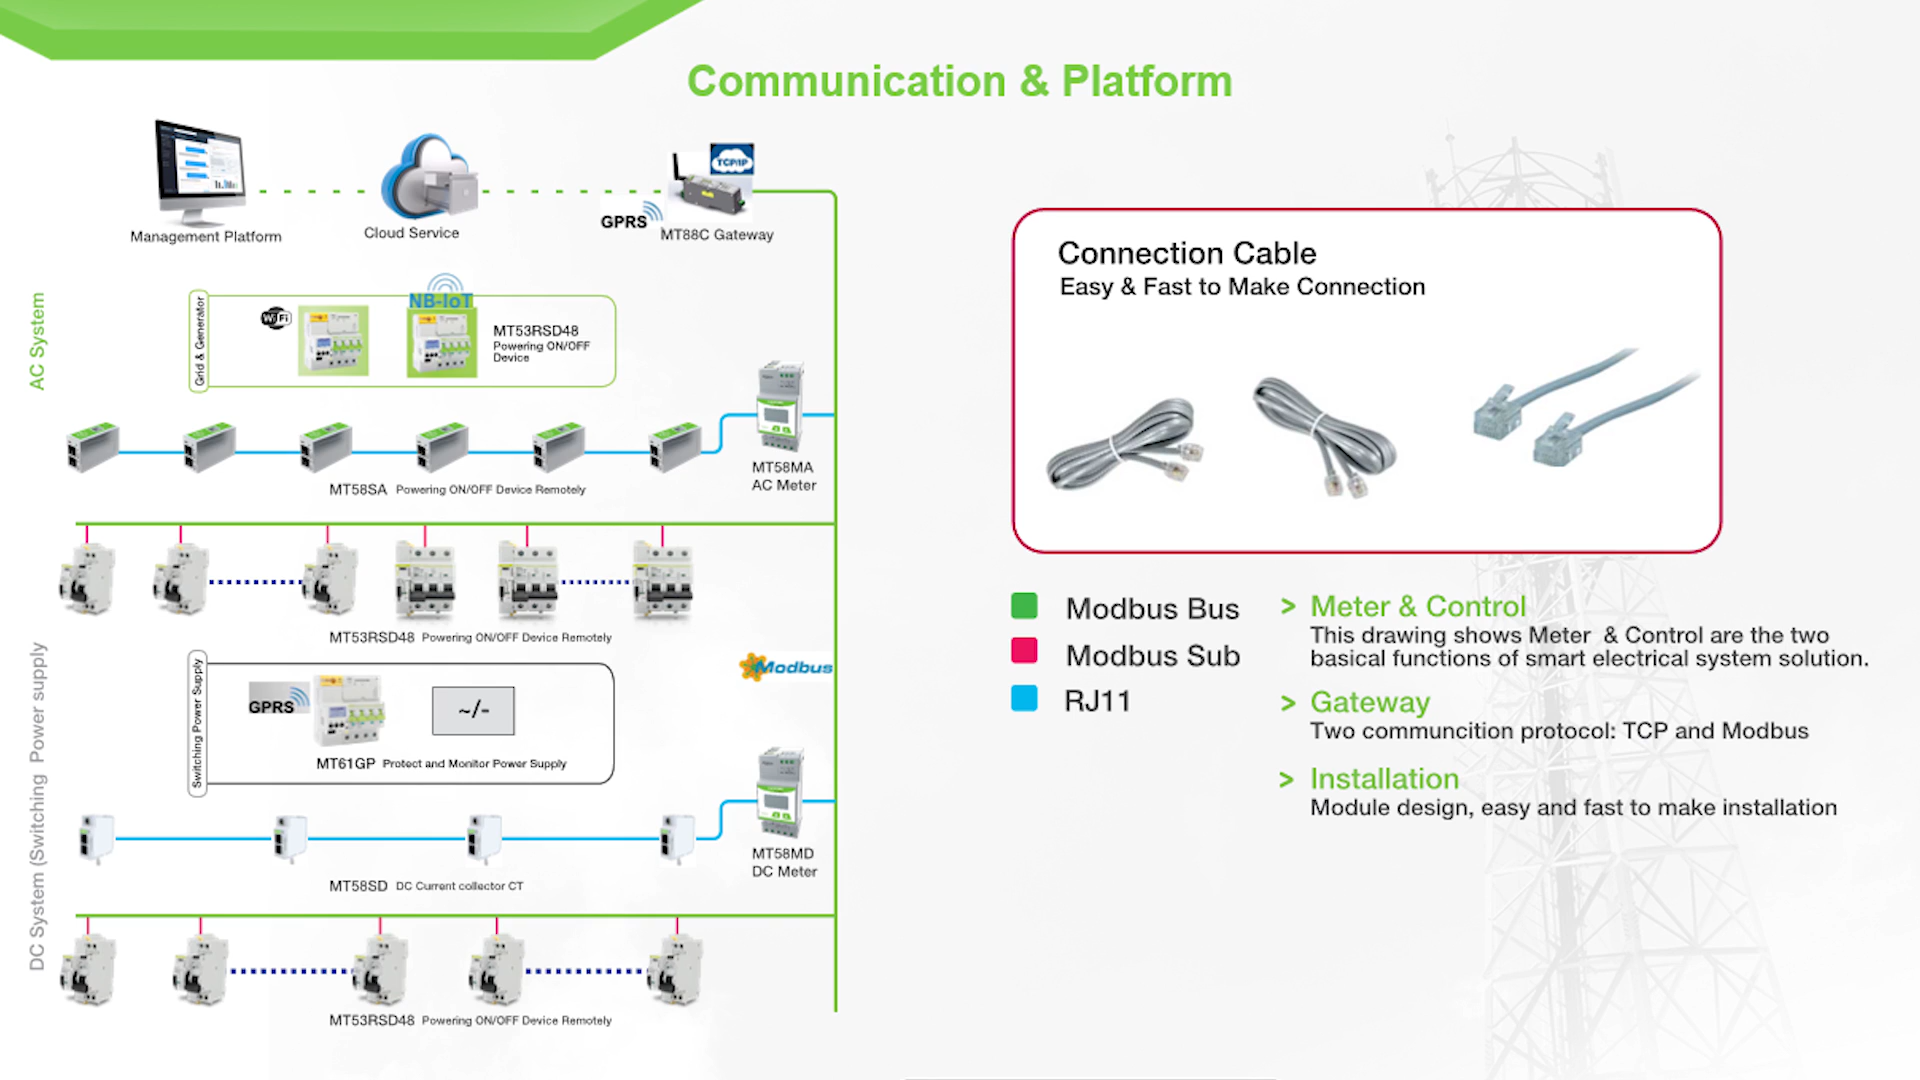 Communication & Platform
TCP/IP
GPRS
Management Platform
Cloud Service
MT88C Gateway
AC System
Grid & Generator
WiFi
NB-IoT
MT53RSD48
Powering ON/OFF
Device
MT58SA Powering ON/OFF Device Remotely
MT58MA
AC Meter
MT53RSD48 Powering ON/OFF Device Remotely
DC System (Switching Power supply
Switching Power Supply
GPRS
~/-
MT61GP Protect and Monitor Power Supply
Modbus
MT58SD DC Current collector CT
MT58MD
DC Meter
MT53RSD48 Powering ON/OFF Device Remotely
Connection Cable
Easy & Fast to Make Connection
Modbus Bus
Modbus Sub
RJ11
> Meter & Control
This drawing shows Meter & Control are the two
basical functions of smart electrical system solution.
> Gateway
Two communcition protocol: TCP and Modbus
> Installation
Module design, easy and fast to make installation